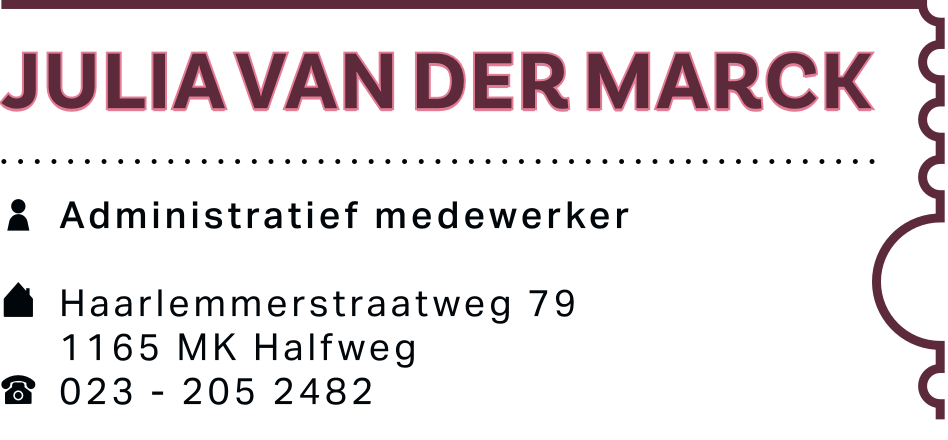 JULIA VAN DER MARCK
Administratief medewerker
Haarlemmerstraatweg 79
1165 MK Halfweg
023 - 205 2482